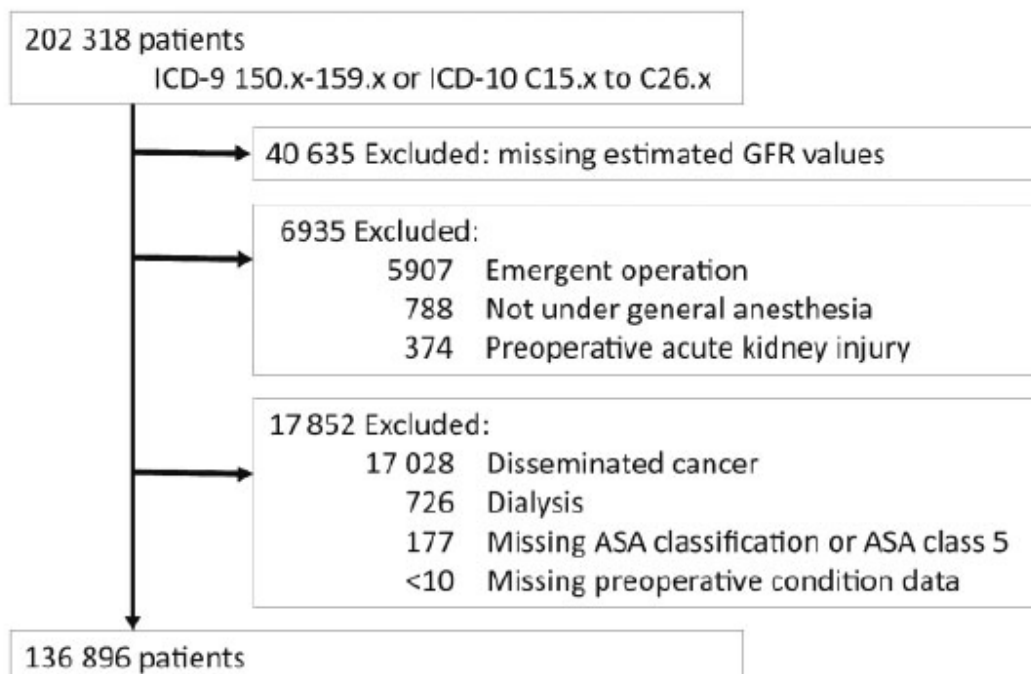 202 318 patients
ICD-9 150.x-159.x or ICD-10 C15.x to C26.x
40 635 Excluded: missing estimated GFR values
6935 Excluded:
5907 Emergent operation
788 Not under general anesthesia
374 Preoperative acute kidney injury
17 852 Excluded:
17 028 Disseminated cancer
726 Dialysis
177 Missing ASA classification or ASA class 5
<10 Missing preoperative condition data
136 896 patients